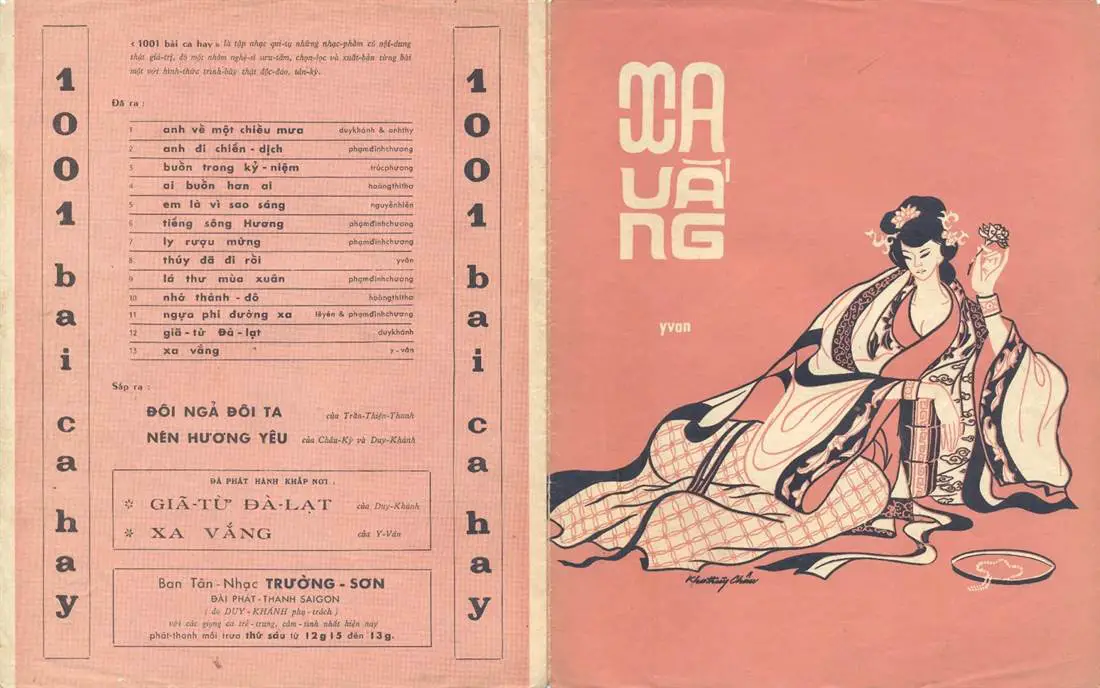 1001 bai ca hay
« 1001 bài ca hay » là tập nhạc qui-tụ những nhạc-phẩm có nội-dung
thật giá-trị, do một nhóm nghệ-sĩ ưu-tâm, chọn-lọc và xuất-bản từng bài
một với hình-thức trình-bày thật độc-đáo, tân-kỳ.
Đã ra :
1 anh về một chiều mưa duykhánh & anhthy
2 anh đi chiến - dịch phạmđìnhchương
3 buồn trong kỷ - niệm trúcphương
4 ai buồn hơn ai hoàngthithơ
5 em là vì sao sáng nguyễnhiền
6 tiếng sông Hương phạmđìnhchương
7 ly rượu mừng phạmđìnhchương
8 thúy đã đi rồi yvân
9 lá thư mùa xuân phạmđìnhchương
10 nhớ thành - đô hoàngthithơ
11 ngựa phi đường xa lêyên & phạmđìnhchương
12 giã - từ Đà - lạt duykhánh
13 xa vắng y - vân
Sắp ra :
ĐÔI NGẢ ĐÔI TA của Trần-Thiện-Thanh
NÉN HƯƠNG YÊU của Châu-Kỳ và Duy-Khánh
ĐÃ PHÁT HÀNH KHẮP NƠI :
GIÃ-TỪ ĐÀ-LẠT của Duy-Khánh
XA VẮNG của Y-Vân
Ban Tân - Nhạc TRƯỜNG - SƠN
ĐÀI PHÁT - THANH SAIGON
( do DUY - KHÁNH phụ - trách )
với các giọng ca trẻ - trung, cảm - tình nhất hiện nay
phát-thanh mỗi trưa thứ sáu từ 12g15 đến 13g.
1001 bai ca hay
XA
VẮ
NG
yvan